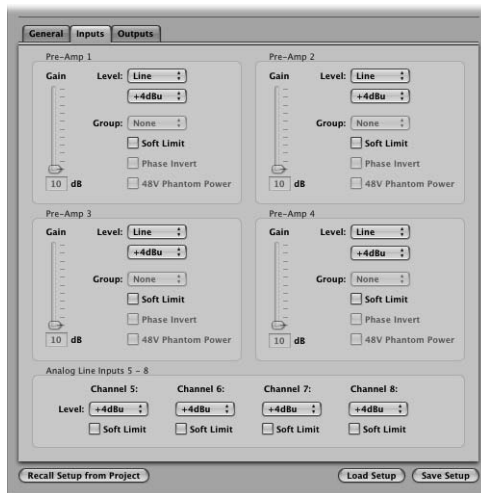 General Inputs Outputs
Pre-Amp 1
Gain Level: Line
+4dBu
Group: None
Soft Limit
Phase Invert
10 dB 48V Phantom Power
Pre-Amp 2
Gain Level: Line
+4dBu
Group: None
Soft Limit
Phase Invert
10 dB 48V Phantom Power
Pre-Amp 3
Gain Level: Line
+4dBu
Group: None
Soft Limit
Phase Invert
10 dB 48V Phantom Power
Pre-Amp 4
Gain Level: Line
+4dBu
Group: None
Soft Limit
Phase Invert
10 dB 48V Phantom Power
Analog Line Inputs 5 - 8
Channel 5: Channel 6: Channel 7: Channel 8:
Level: +4dBu +4dBu +4dBu +4dBu
Soft Limit Soft Limit Soft Limit Soft Limit
Recall Setup from Project Load Setup Save Setup